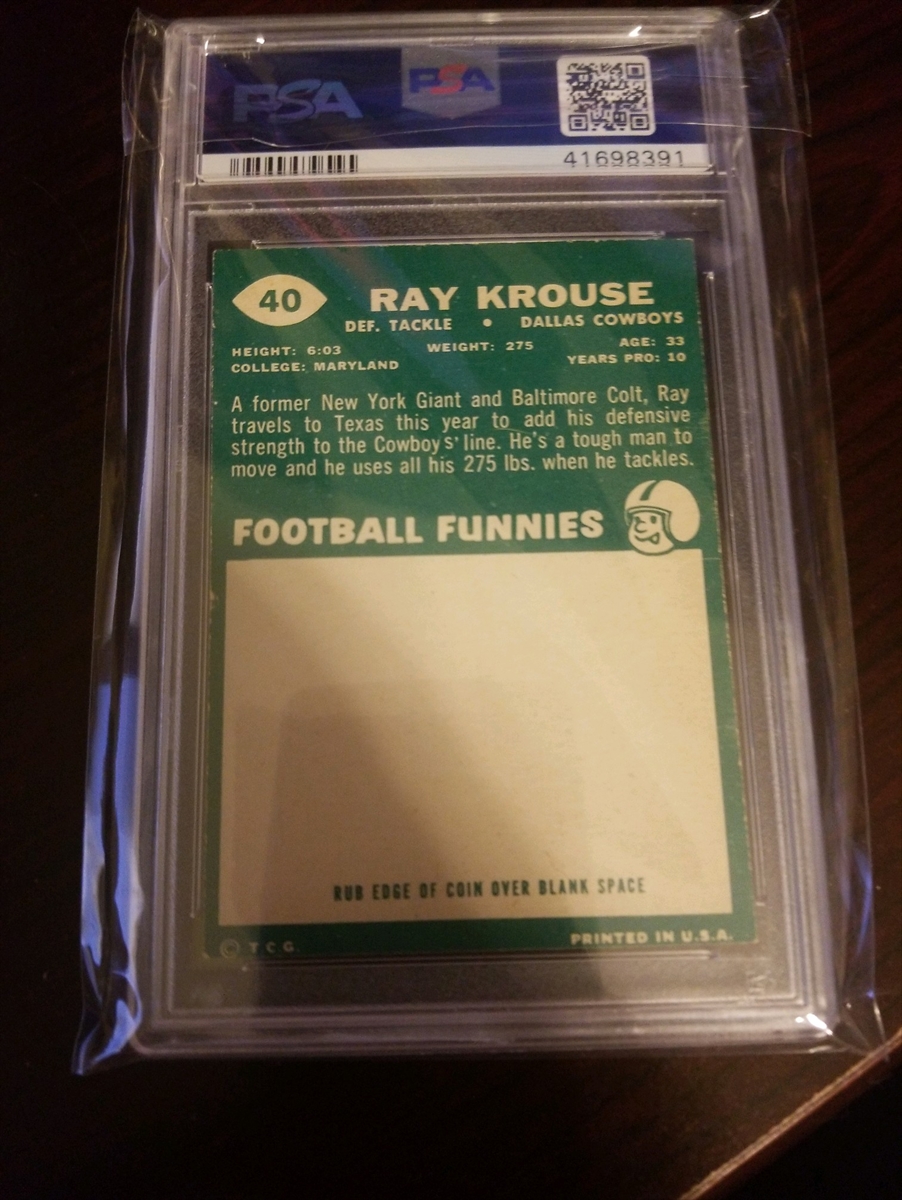 PSA
PSA
41698391
40
RAY KROUSE
DEF. TACKLE • DALLAS COWBOYS
HEIGHT: 6:03 WEIGHT: 275 AGE: 33
COLLEGE: MARYLAND YEARS PRO: 10
A former New York Giant and Baltimore Colt, Ray
travels to Texas this year to add his defensive
strength to the Cowboys' line. He's a tough man to
move and he uses all his 275 lbs. when he tackles.
FOOTBALL FUNNIES
RUB EDGE OF COIN OVER BLANK SPACE
© T C G. PRINTED IN U.S.A.